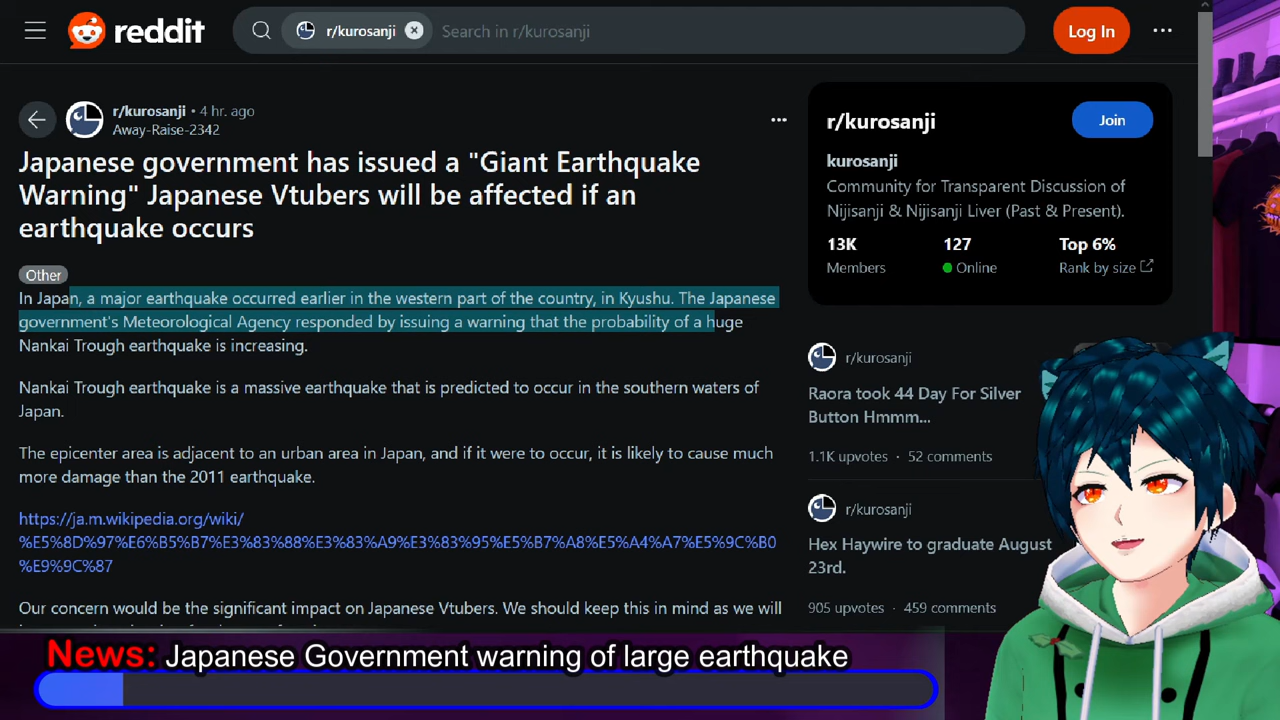 reddit
r/kurosanji
Search in r/kurosanji
Log In
r/kurosanji • 4 hr. ago
Away-Raise-2342
Japanese government has issued a "Giant Earthquake
Warning" Japanese Vtubers will be affected if an
earthquake occurs
Other
In Japan, a major earthquake occurred earlier in the western part of the country, in Kyushu. The Japanese
government's Meteorological Agency responded by issuing a warning that the probability of a huge
Nankai Trough earthquake is increasing.
Nankai Trough earthquake is a massive earthquake that is predicted to occur in the southern waters of
Japan.
The epicenter area is adjacent to an urban area in Japan, and if it were to occur, it is likely to cause much
more damage than the 2011 earthquake.
https://ja.m.wikipedia.org/wiki/
%E5%8D%97%E6%B5%B7%E3%83%88%E3%83%A9%E3%83%95%E5%B7%A8%E5%A4%A7%E5%9C%B0
%E9%9C%87
Our concern would be the significant impact on Japanese Vtubers. We should keep this in mind as we will
r/kurosanji
Join
kurosanji
Community for Transparent Discussion of
Nijisanji & Nijisanji Liver (Past & Present).
13K
127
Top 6%
Members
Online
Rank by size
r/kurosanji
Raora took 44 Day For Silver
Button Hmmm...
1.1K upvotes • 52 comments
r/kurosanji
Hex Haywire to graduate August
23rd.
905 upvotes • 459 comments
News: Japanese Government warning of large earthquake